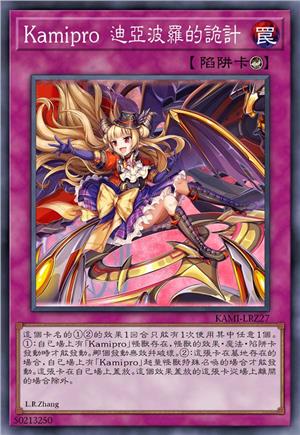 Kamipro 迪亞波羅的詭計
罠
【陷阱卡】
KAMI-LRZ27
這個卡名的①②的效果1回合只能有1次使用其中任意1個。
①：自己場上有「Kamipro」怪獸存在，怪獸的效果·魔法·陷阱卡
發動時才能發動。那個發動無效並破壞。②：這張卡在墓地存在的
場合，自己場上有「Kamipro」超量怪獸特殊召喚的場合才能發
動。這張卡在自己場上蓋放。這個效果蓋放的這張卡從場上離開
的場合除外。
L.R.Zhang
50213250